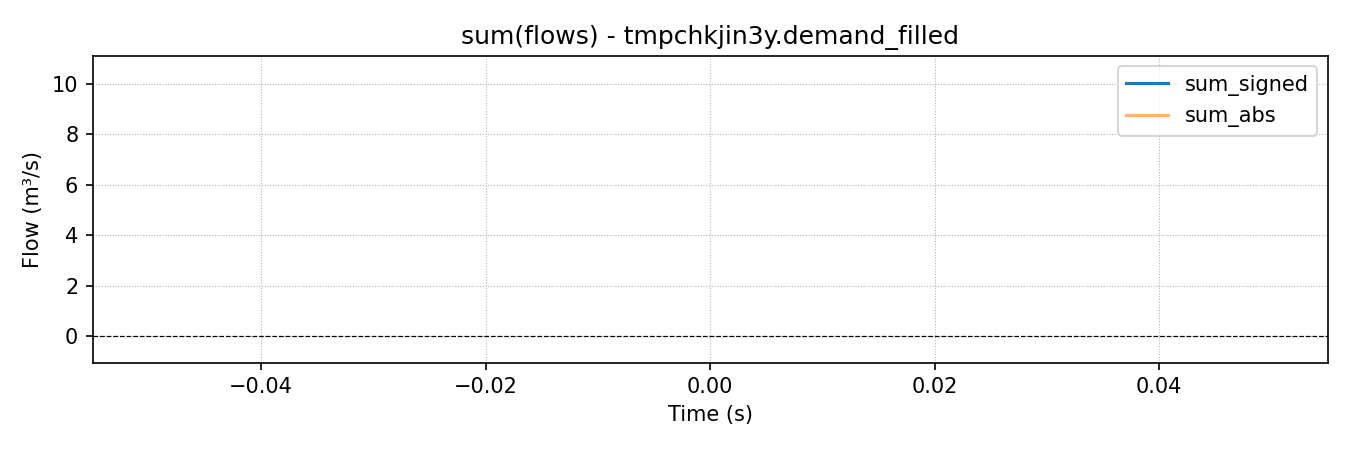 sum(flows) - tmpchkjin3y.demand_filled
sum_signed
sum_abs
Flow (m³/s)
10
8
6
4
2
0
−0.04
−0.02
0.00
0.02
0.04
Time (s)